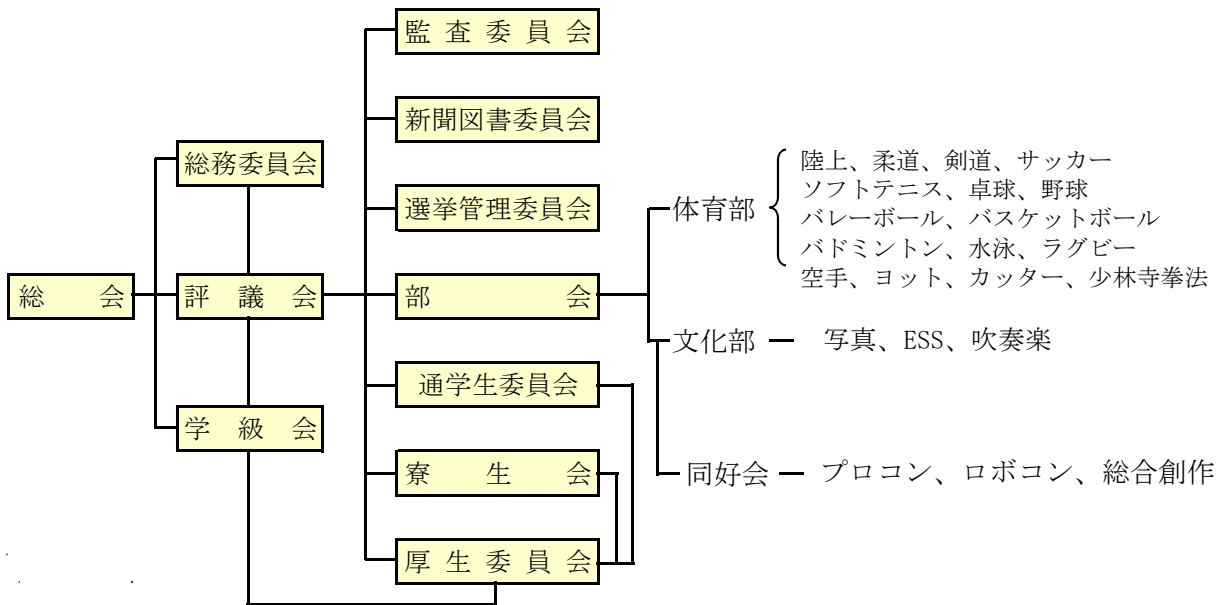 監査委員会
新聞図書委員会
総務委員会
選挙管理委員会
陸上、柔道、剣道、サッカー
ソフトテニス、卓球、野球
体育部
バレーボール、バスケットボール
バドミントン、水泳、ラグビー
空手、ヨット、カッター、少林寺拳法
総会
評議会
部会
文化部
写真、ESS、吹奏楽
通学生委員会
学級会
寮生会
同好会
プロコン、ロボコン、総合創作
厚生委員会